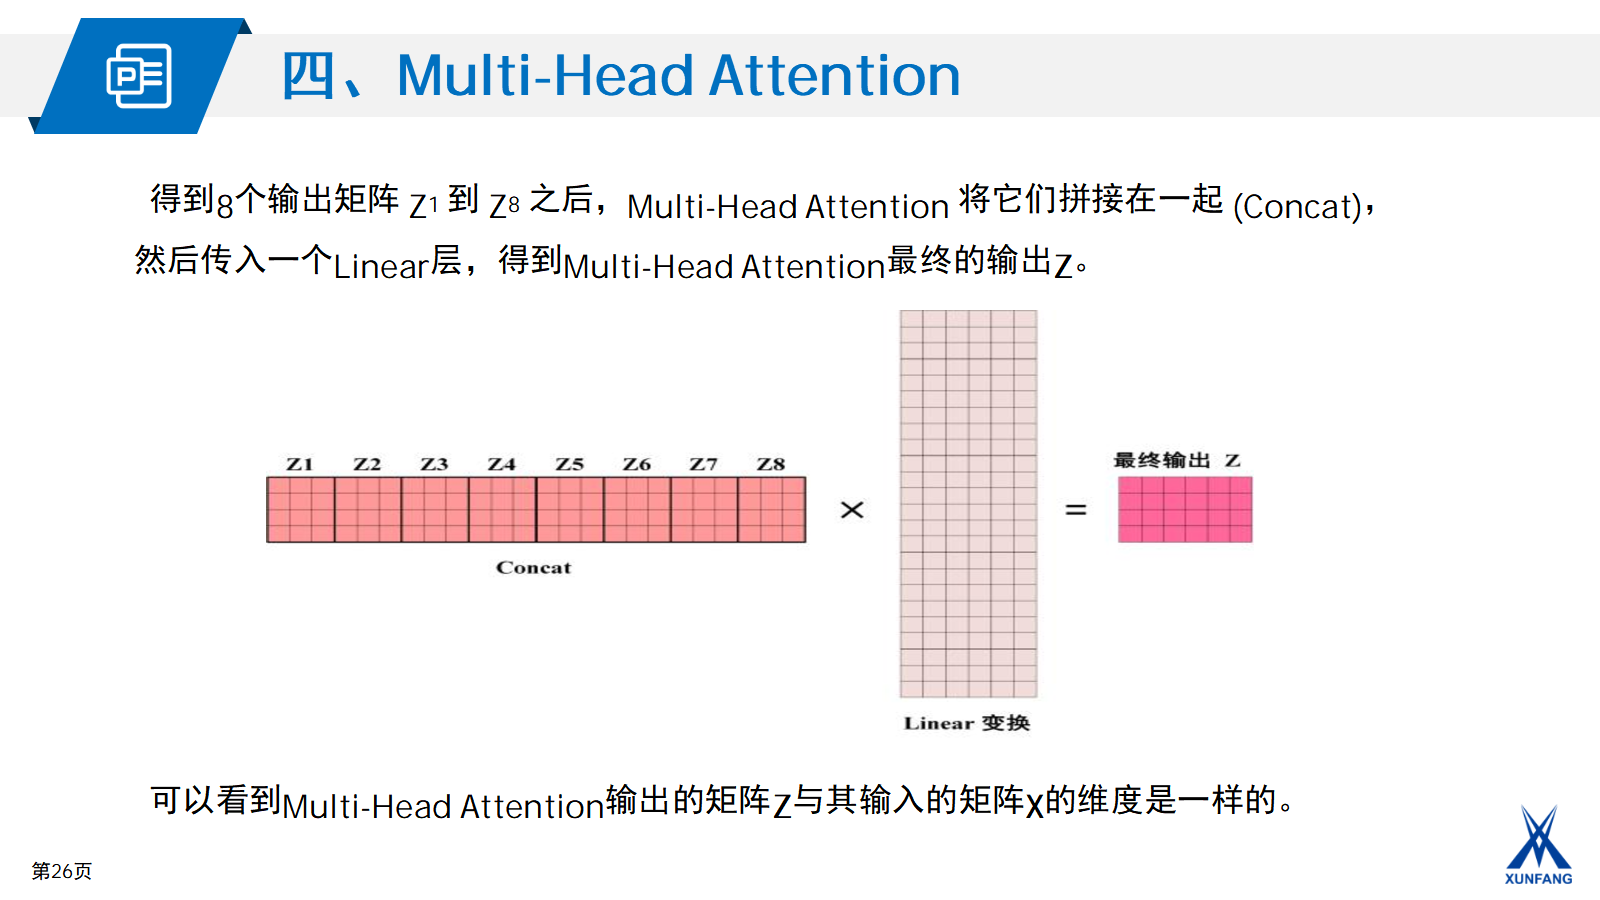 四、Multi-Head Attention
得到8个输出矩阵 Z1 到 Z8 之后，Multi-Head Attention 将它们拼接在一起 (Concat)，
然后传入一个Linear层，得到Multi-Head Attention最终的输出Z。
Z1 Z2 Z3 Z4 Z5 Z6 Z7 Z8
Concat
×
Linear 变换
=
最终输出 Z
可以看到Multi-Head Attention输出的矩阵Z与其输入的矩阵X的维度是一样的。
第26页
XUNFANG